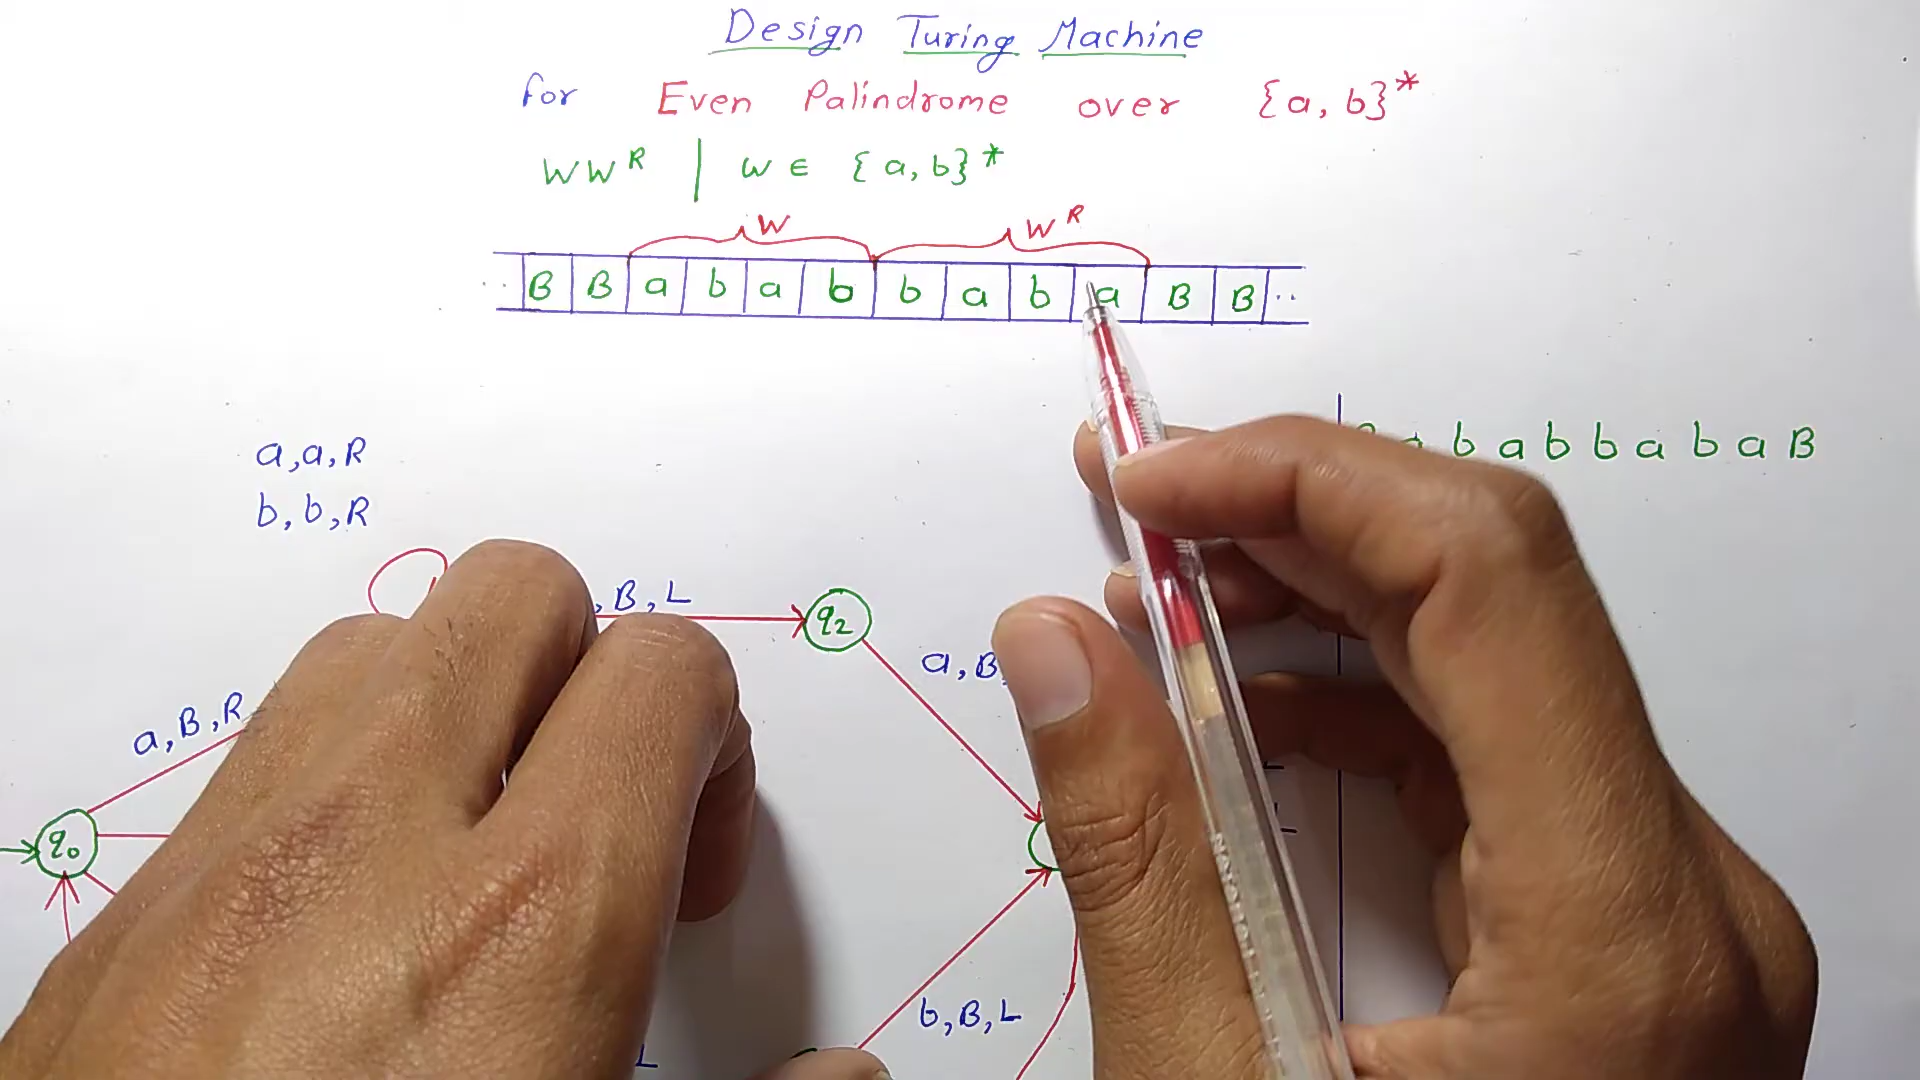 Design Turing Machine
for Even Palindrome over {a, b}*
WW^R | w ∈ {a, b}*
W W^R
.. B B a b a b b a b a B B ..
a b a b b a b a B
a,a,R
b,b,R
,B,L
q2
a,B
a,B,R
q0
b,B,L
L